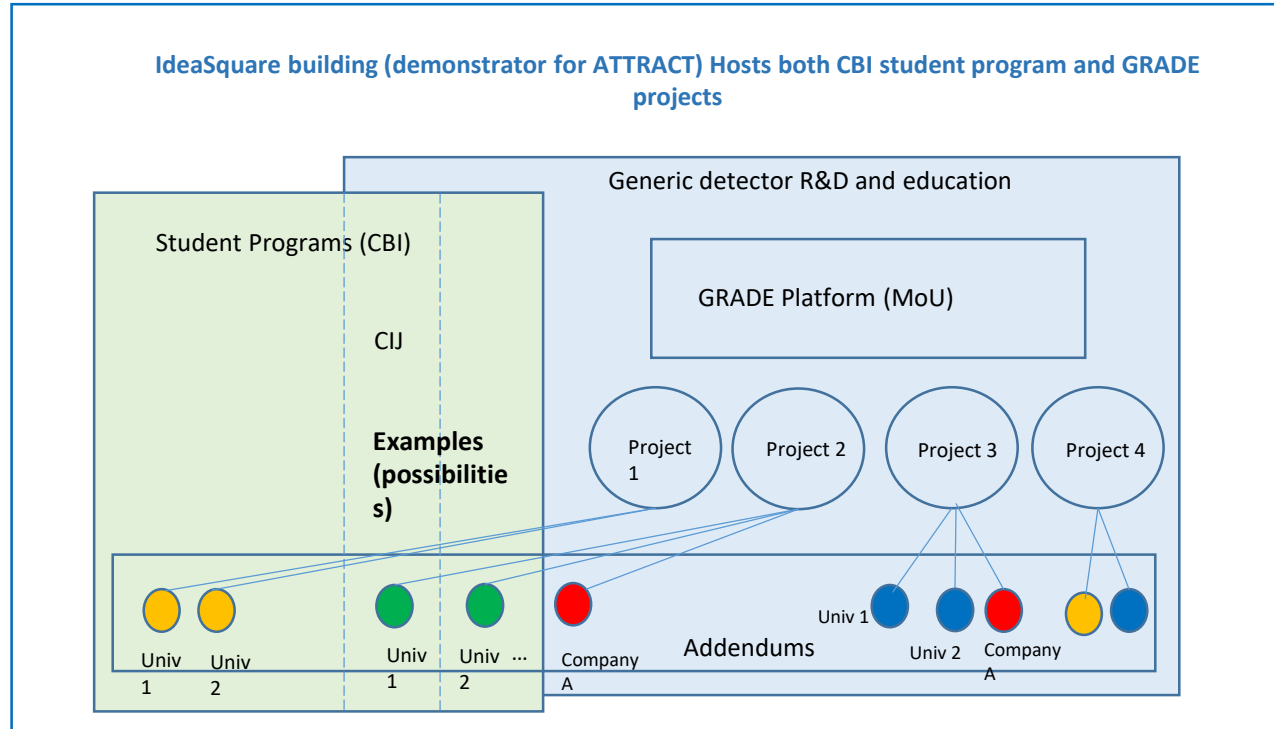 IdeaSquare building (demonstrator for ATTRACT) Hosts both CBI student program and GRADE
projects
Generic detector R&D and education
Student Programs (CBI)
GRADE Platform (MoU)
CIJ
Examples
(possibilitie
s)
Project
1
Project 2
Project 3
Project 4
Univ
1
Univ
2
Univ
1
Univ
2
...
Company
A
Addendums
Univ 1
Univ 2
Company
A